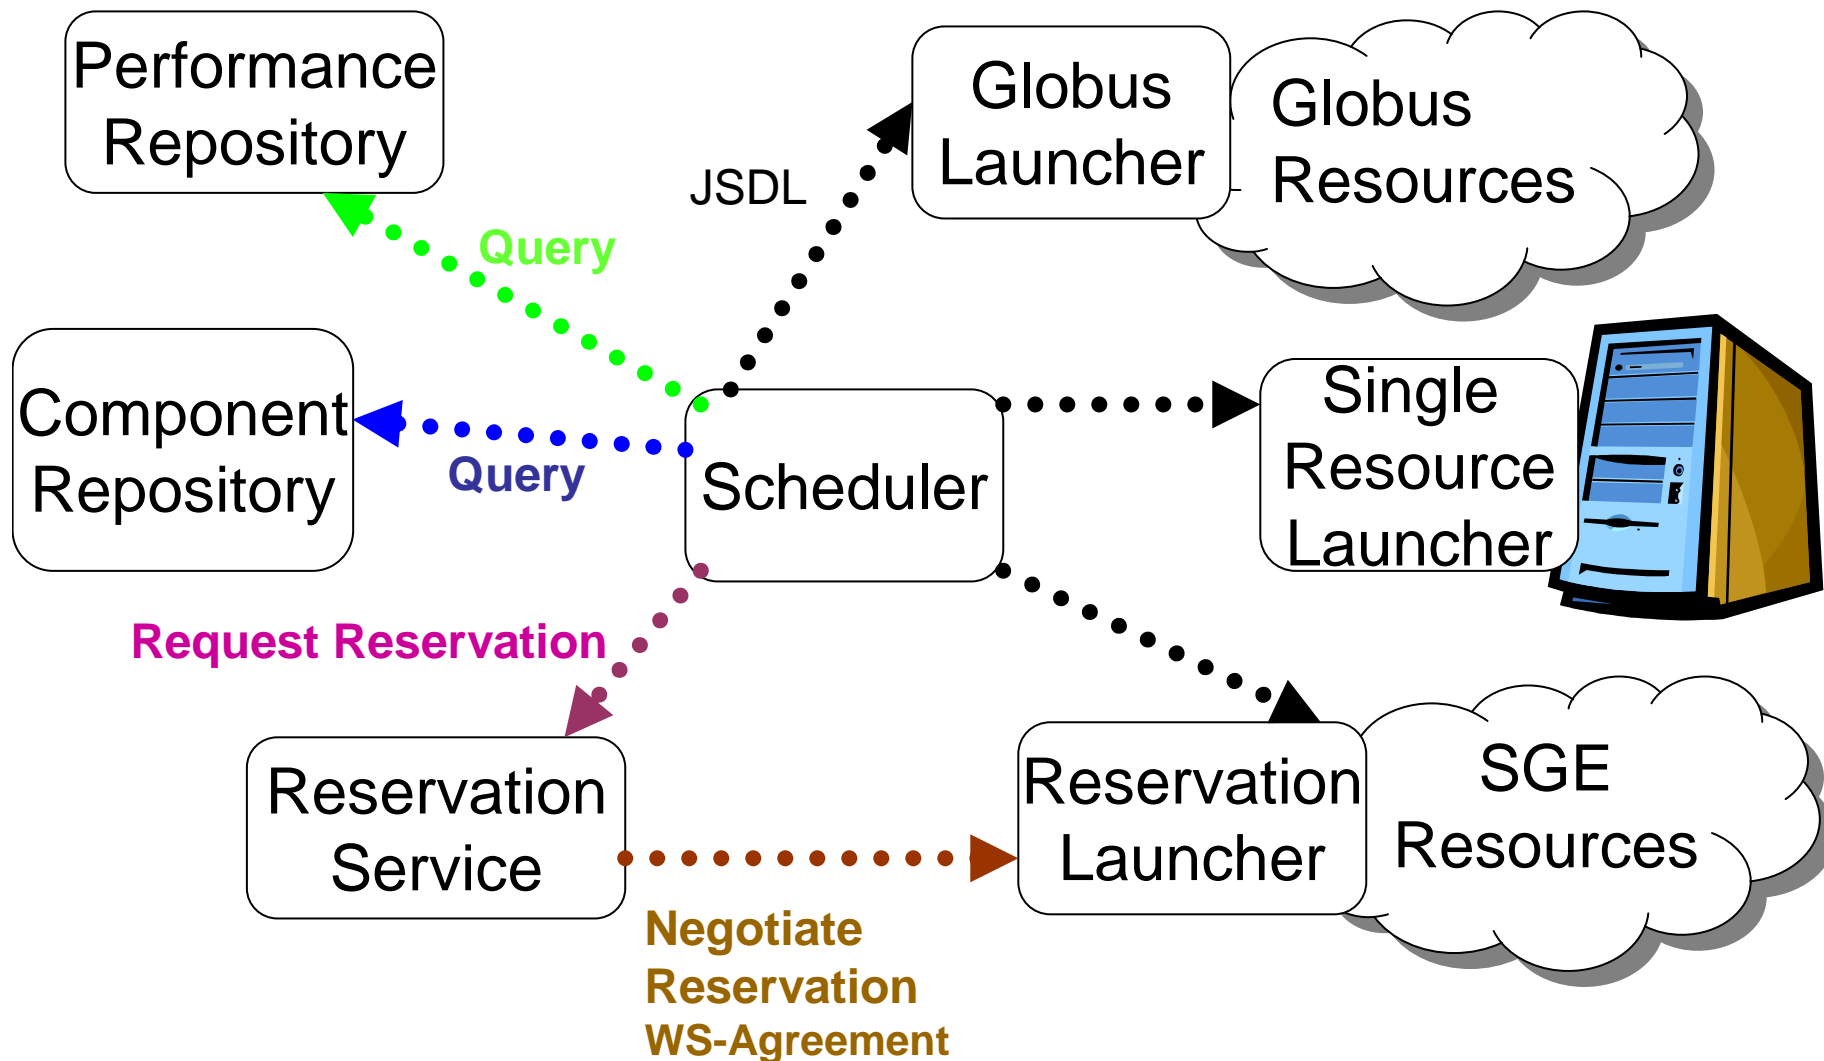 Performance
Repository
Globus
Launcher
Globus
Resources
JSDL
Query
Component
Repository
Query
Scheduler
Single
Resource
Launcher
Request Reservation
Reservation
Service
Reservation
Launcher
SGE
Resources
Negotiate
Reservation
WS-Agreement